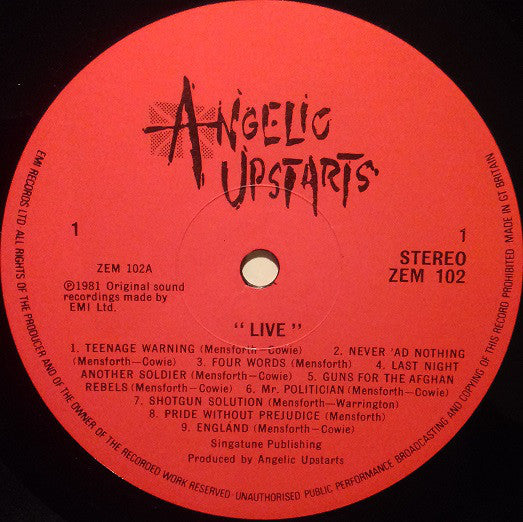 ANGELIC
UPSTARTS
1
1
ZEM 102A
STEREO
ZEM 102
℗1981 Original sound
recordings made by
EMI Ltd.
"LIVE"
1. TEENAGE WARNING (Mensforth—Cowie) 2. NEVER 'AD NOTHING
(Mensforth—Cowie) 3. FOUR WORDS (Mensforth) 4. LAST NIGHT
ANOTHER SOLDIER (Mensforth—Cowie) 5. GUNS FOR THE AFGHAN
REBELS (Mensforth—Cowie) 6. Mr. POLITICIAN (Mensforth—Cowie)
7. SHOTGUN SOLUTION (Mensforth—Warrington)
8. PRIDE WITHOUT PREJUDICE (Mensforth)
9. ENGLAND (Mensforth—Cowie)
Singatune Publishing
Produced by Angelic Upstarts
EMI RECORDS LTD ALL RIGHTS OF THE PRODUCER AND OF THE OWNER OF THE RECORDED WORK RESERVED·UNAUTHORISED PUBLIC PERFORMANCE BROADCASTING AND COPYING OF THIS RECORD PROHIBITED MADE IN GT BRITAIN